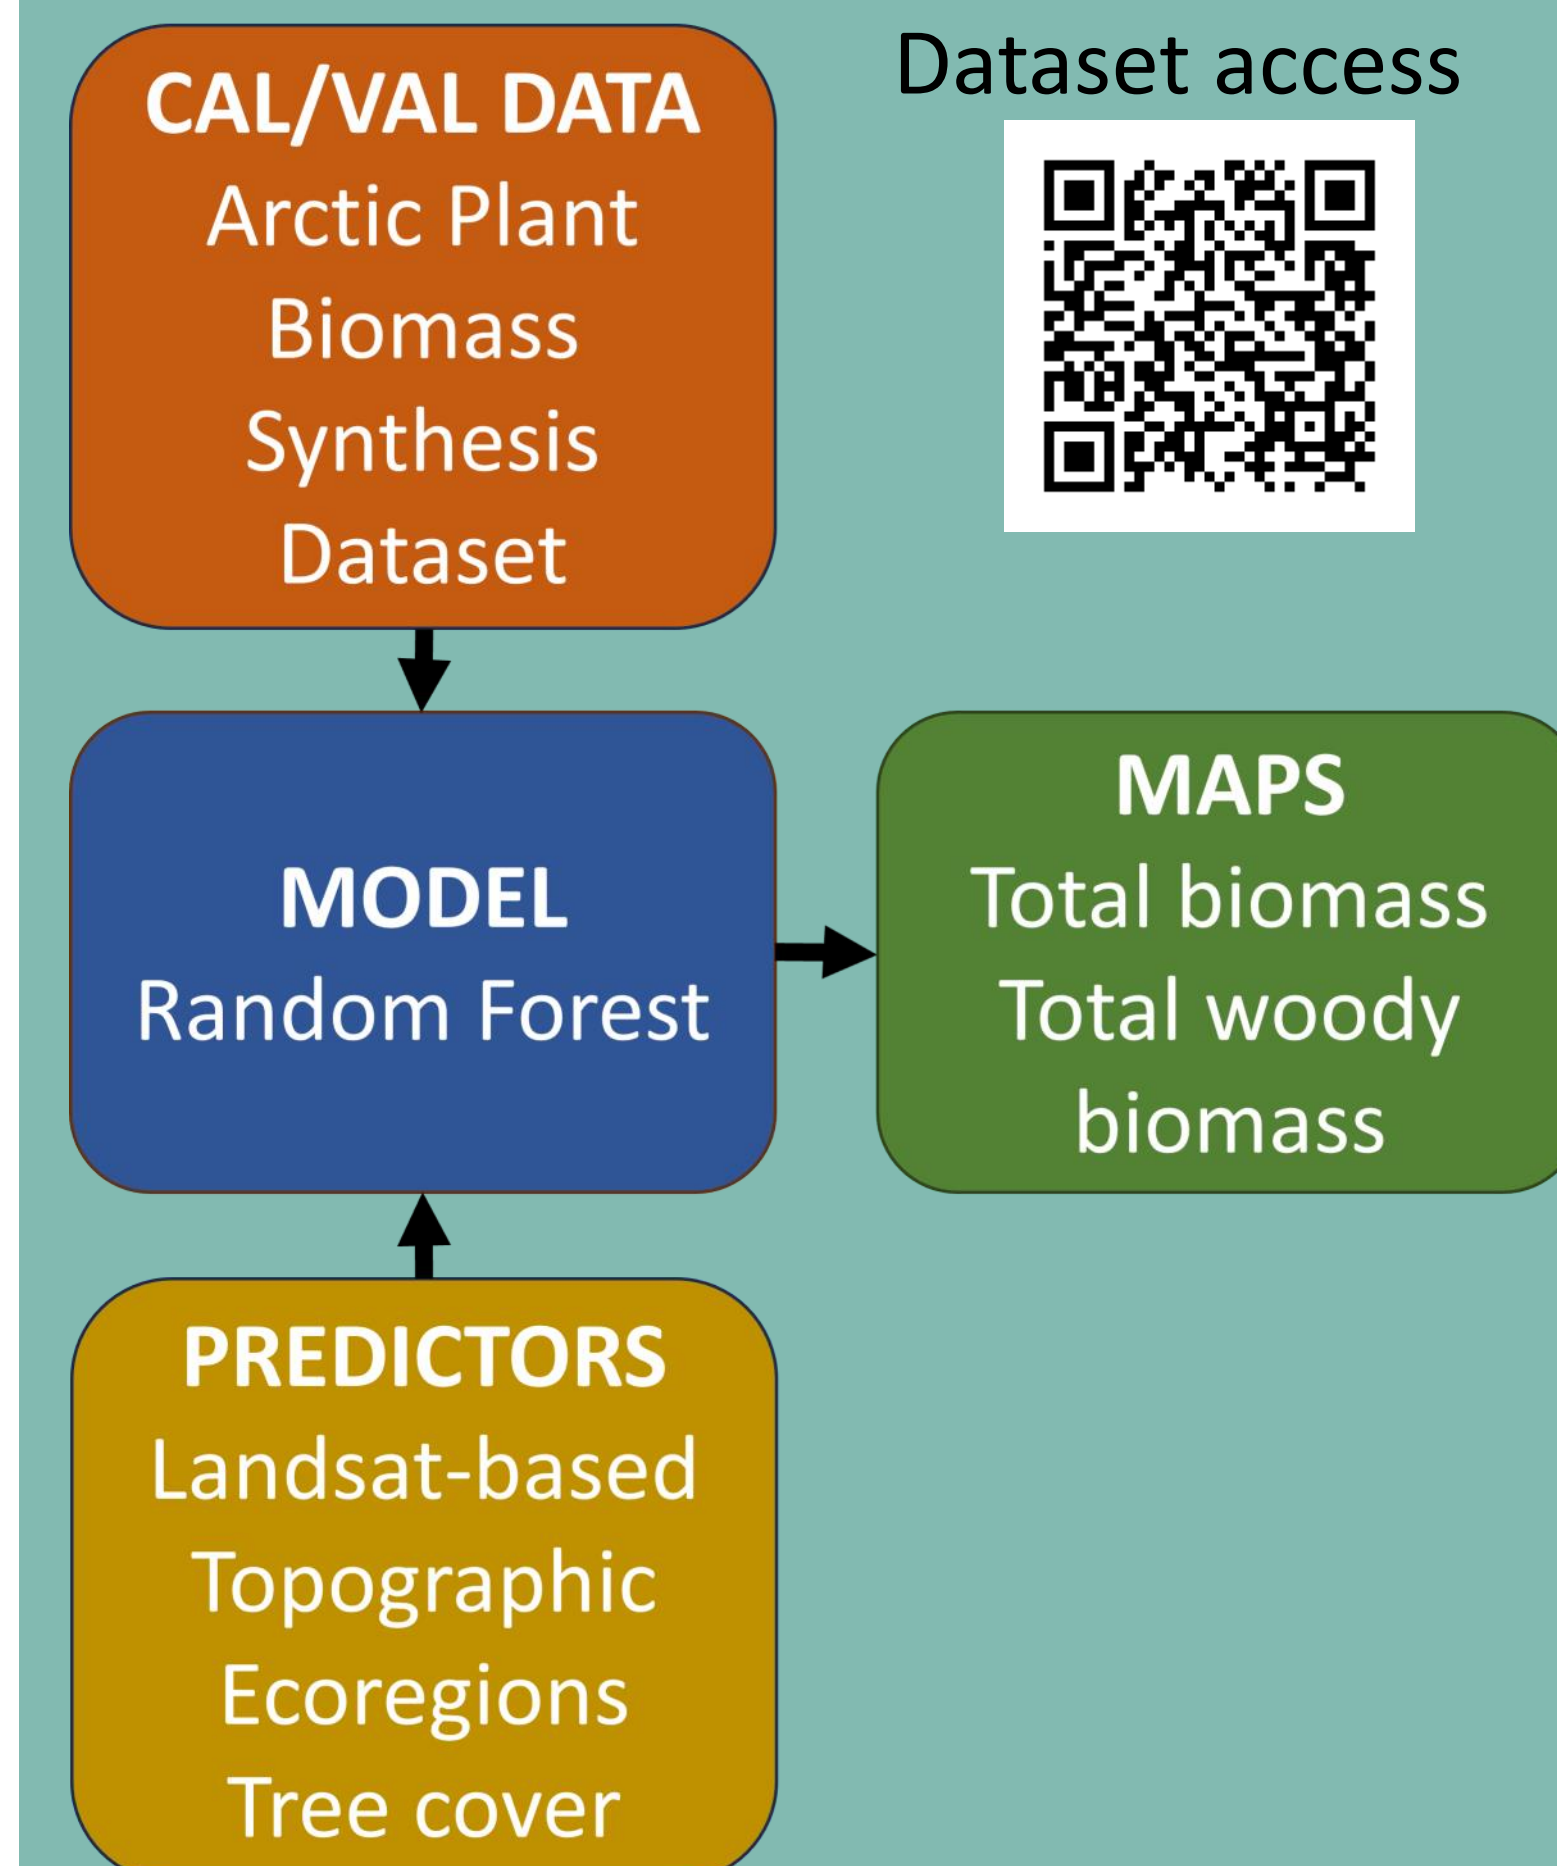 CAL/VAL DATA
Arctic Plant
Biomass
Synthesis
Dataset
Dataset access
MODEL
Random Forest
MAPS
Total biomass
Total woody
biomass
PREDICTORS
Landsat-based
Topographic
Ecoregions
Tree cover